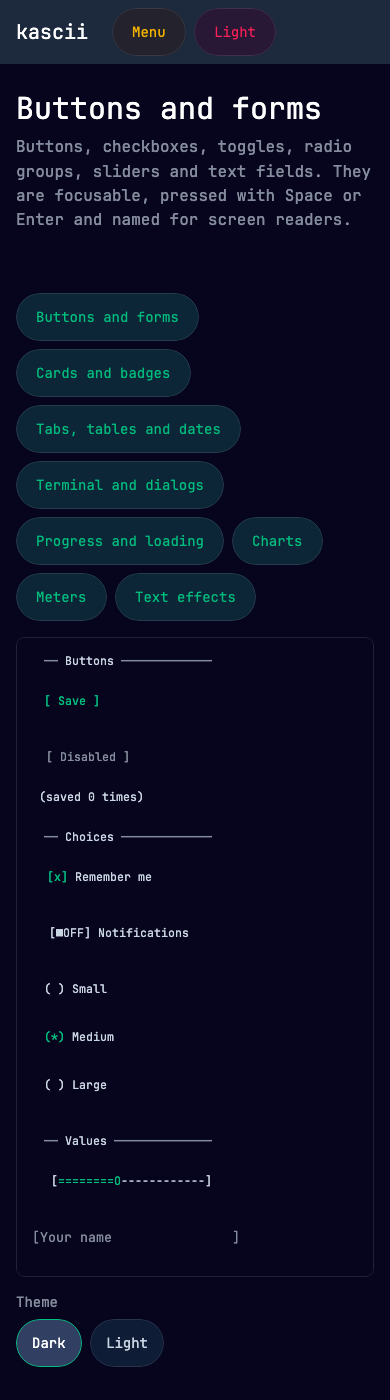 kascii Menu Light
Buttons and forms
Buttons, checkboxes, toggles, radio
groups, sliders and text fields. They
are focusable, pressed with Space or
Enter and named for screen readers.
Buttons and forms
Cards and badges
Tabs, tables and dates
Terminal and dialogs
Progress and loading Charts
Meters Text effects
── Buttons ─────────────
[ Save ]
[ Disabled ]
(saved 0 times)
── Choices ─────────────
[x] Remember me
[■OFF] Notifications
( ) Small
(*) Medium
( ) Large
── Values ──────────────
[========O------------]
[Your name               ]
Theme
Dark Light